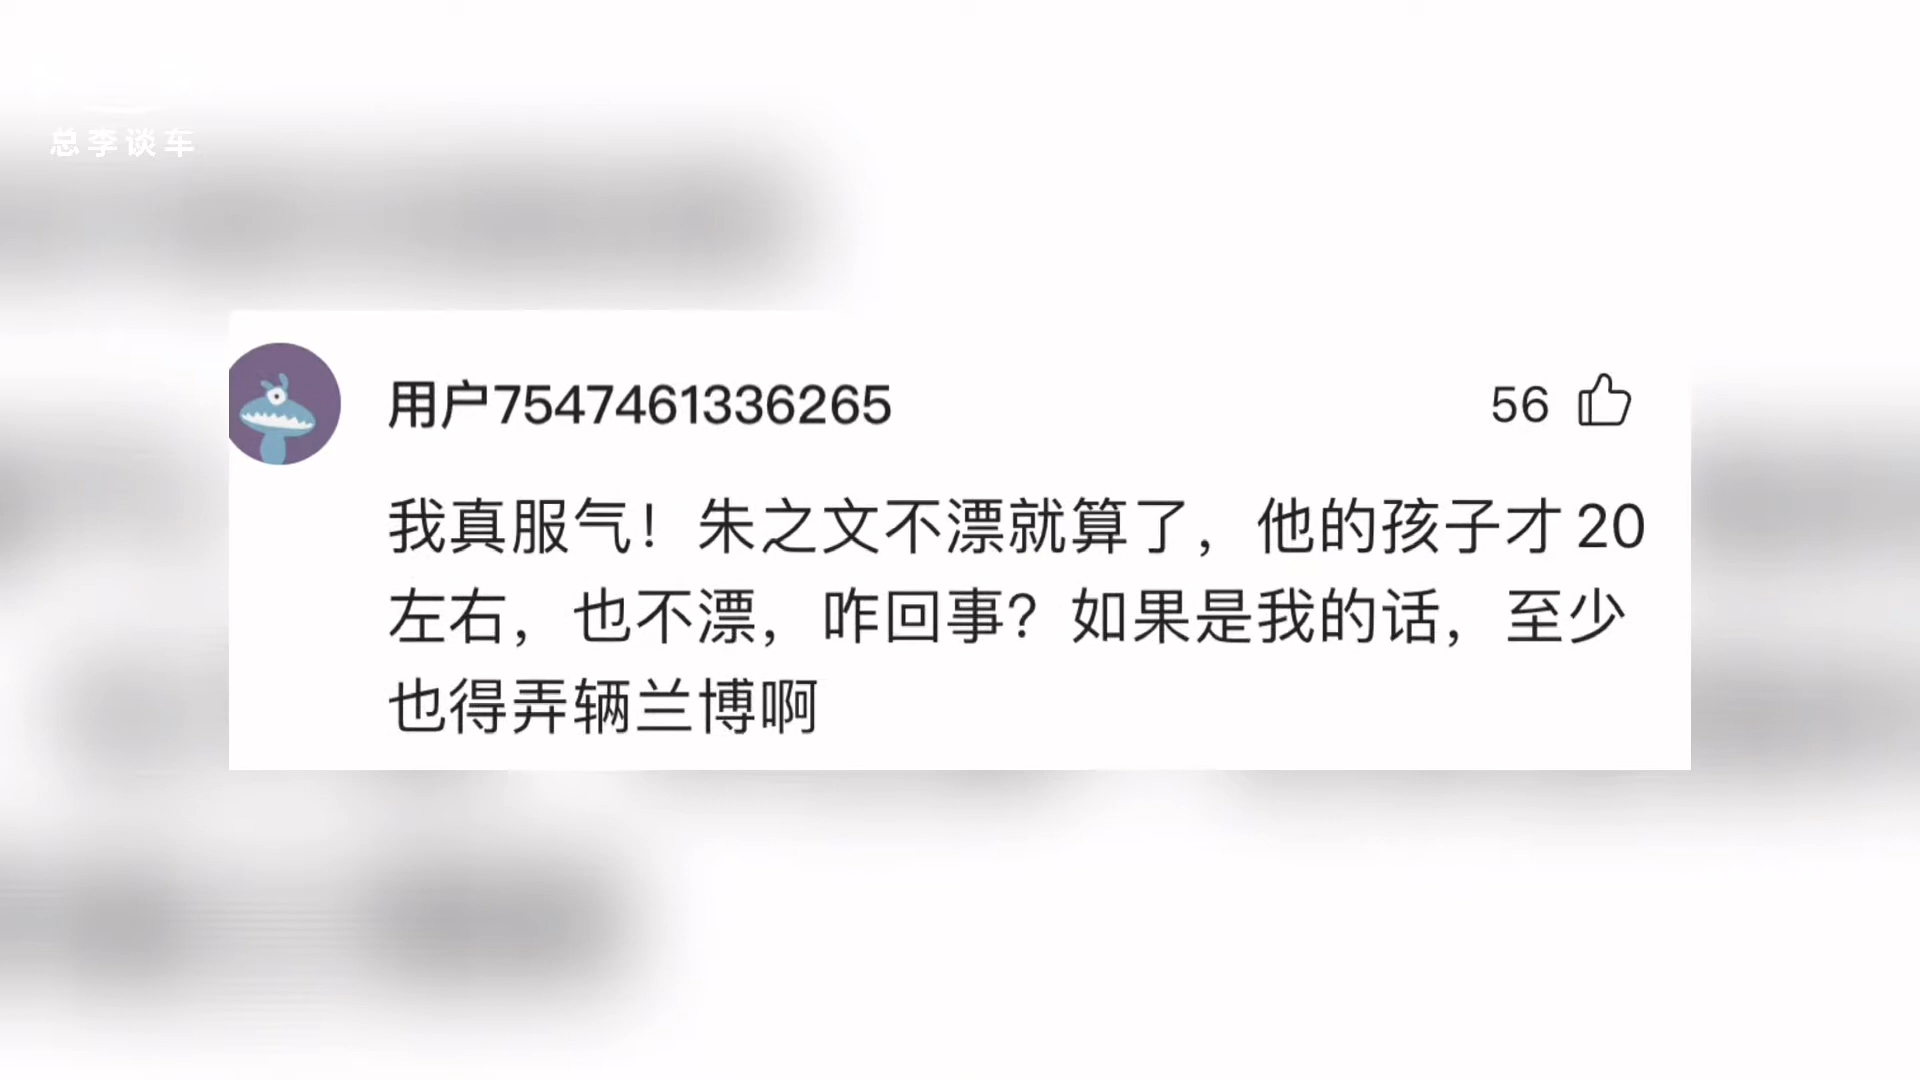 总李谈车
用户7547461336265
56
我真服气！朱之文不漂就算了，他的孩子才20
左右，也不漂，咋回事？如果是我的话，至少
也得弄辆兰博啊